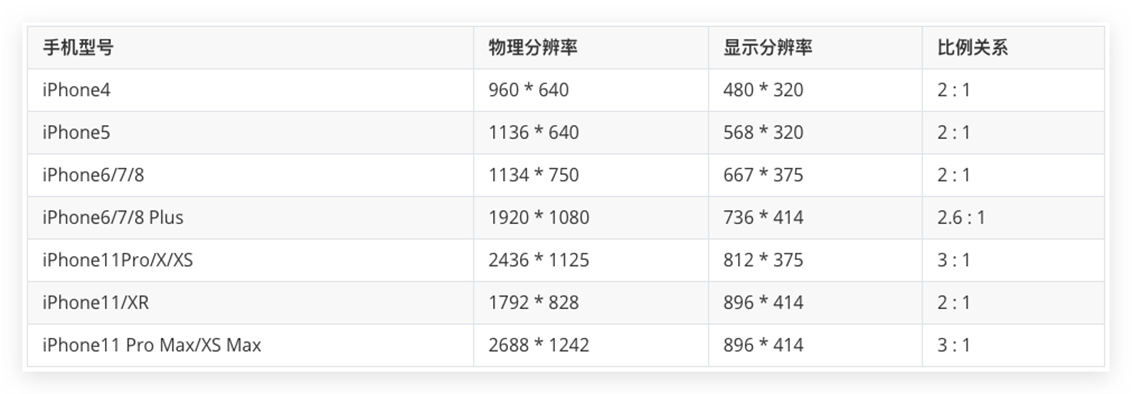 手机型号 物理分辨率 显示分辨率 比例关系
iPhone4 960 * 640 480 * 320 2 : 1
iPhone5 1136 * 640 568 * 320 2 : 1
iPhone6/7/8 1134 * 750 667 * 375 2 : 1
iPhone6/7/8 Plus 1920 * 1080 736 * 414 2.6 : 1
iPhone11Pro/X/XS 2436 * 1125 812 * 375 3 : 1
iPhone11/XR 1792 * 828 896 * 414 2 : 1
iPhone11 Pro Max/XS Max 2688 * 1242 896 * 414 3 : 1